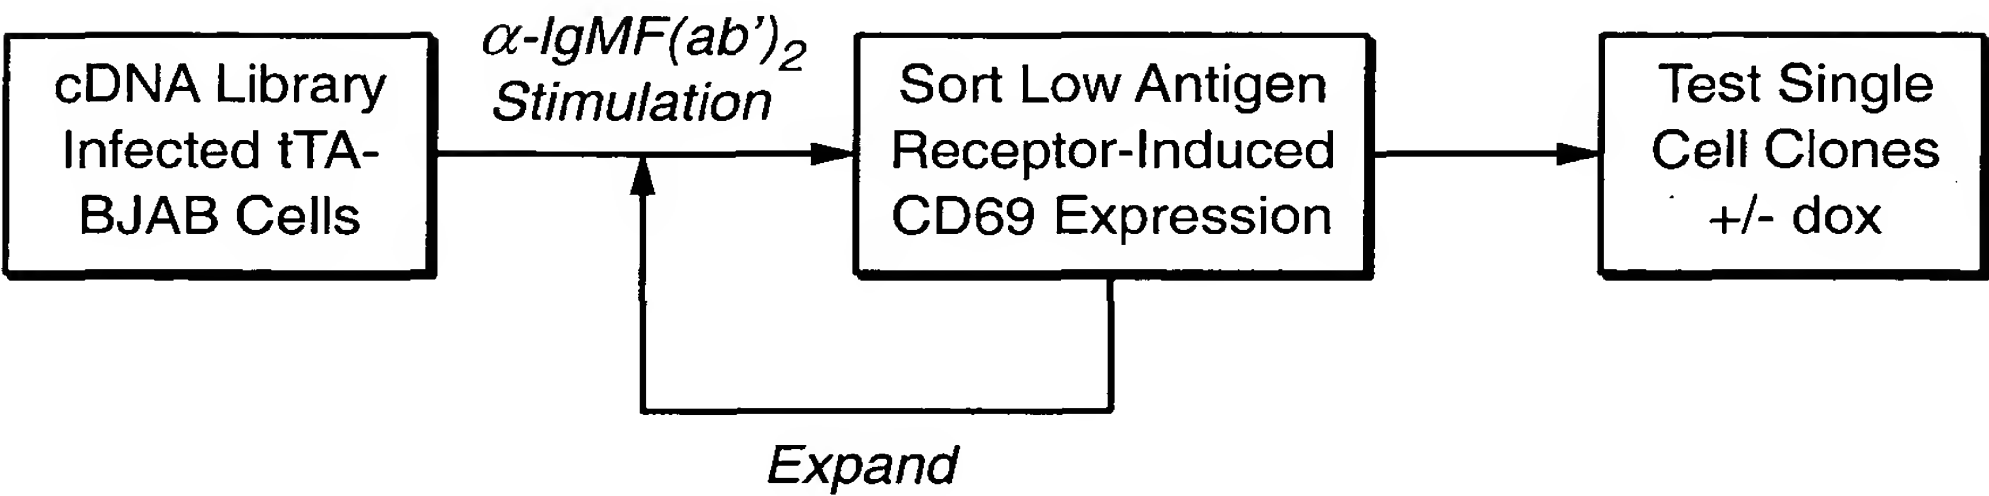 cDNA Library
Infected tTA-
BJAB Cells
α-IgMF(ab')₂
Stimulation
Sort Low Antigen
Receptor-Induced
CD69 Expression
Test Single
Cell Clones
+/- dox
Expand